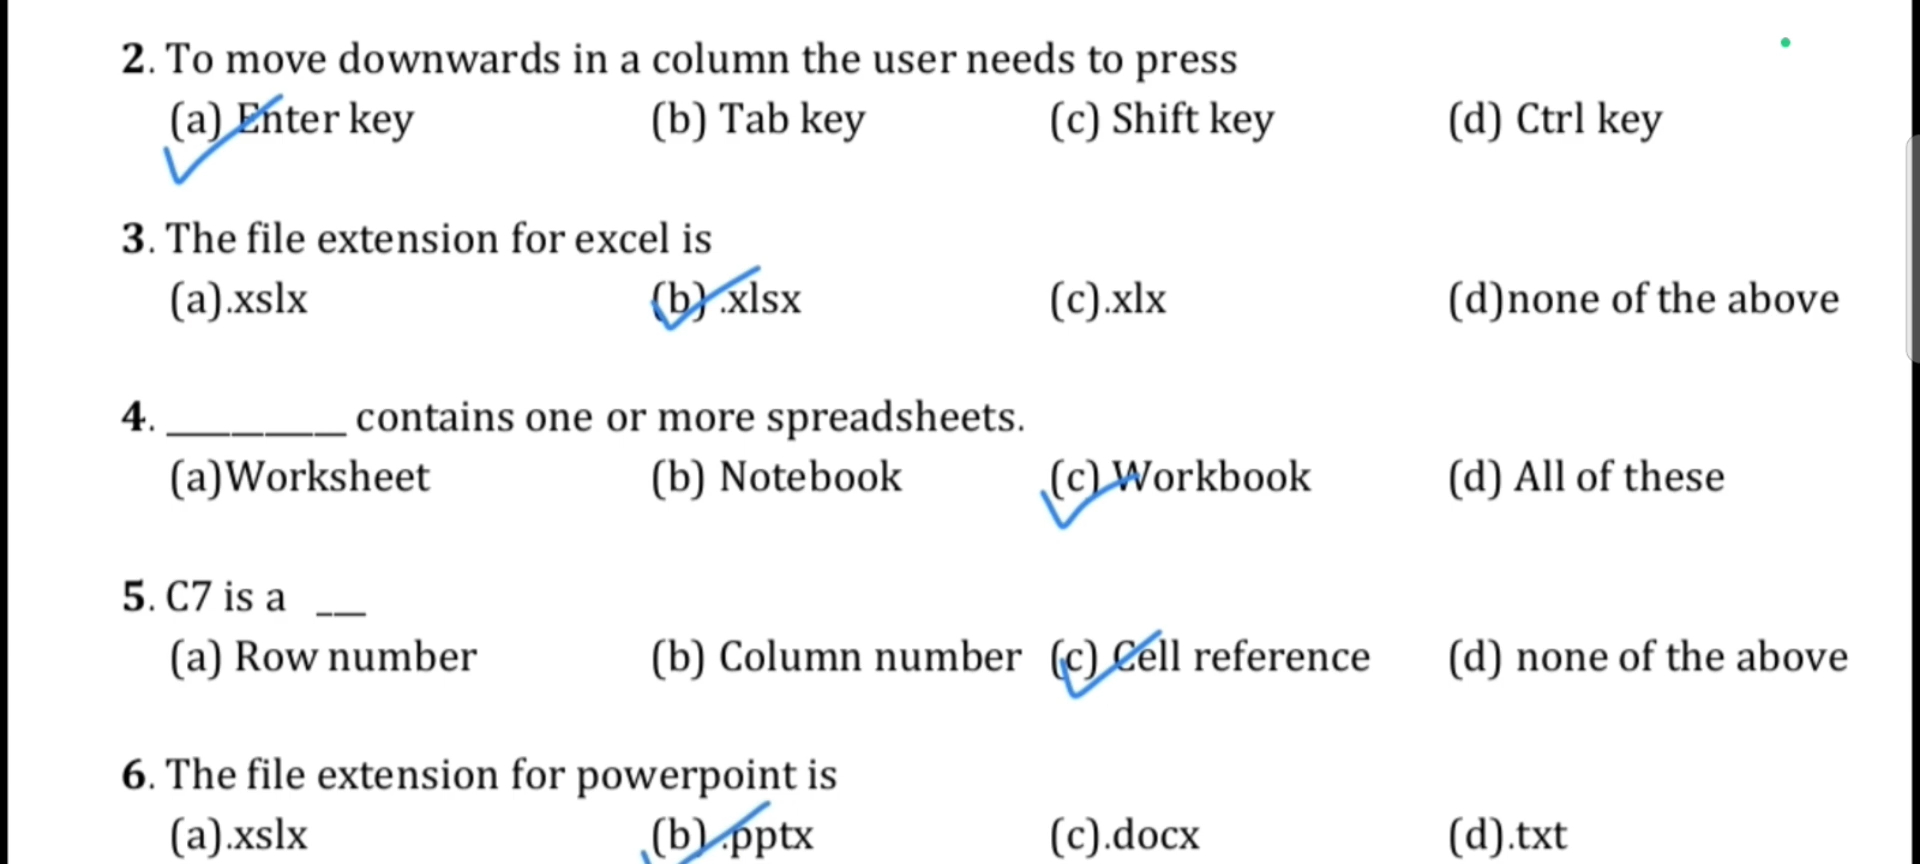 2. To move downwards in a column the user needs to press
(a) Enter key (b) Tab key (c) Shift key (d) Ctrl key
3. The file extension for excel is
(a).xslx (b) .xlsx (c).xlx (d)none of the above
4. _________ contains one or more spreadsheets.
(a)Worksheet (b) Notebook (c) Workbook (d) All of these
5. C7 is a ___
(a) Row number (b) Column number (c) Cell reference (d) none of the above
6. The file extension for powerpoint is
(a).xslx (b) .pptx (c).docx (d).txt